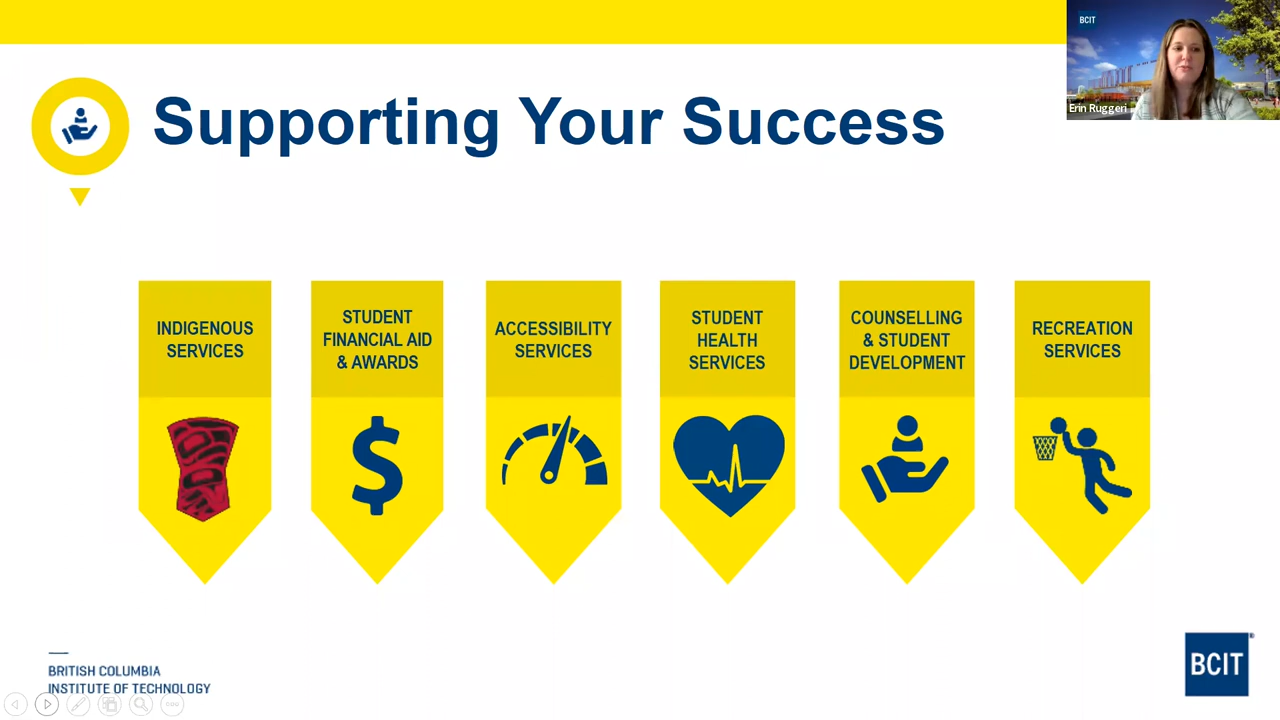 BCIT
Erin Ruggeri
Supporting Your Success
INDIGENOUS
SERVICES
STUDENT
FINANCIAL AID
& AWARDS
ACCESSIBILITY
SERVICES
STUDENT
HEALTH
SERVICES
COUNSELLING
& STUDENT
DEVELOPMENT
RECREATION
SERVICES
$
BRITISH COLUMBIA
INSTITUTE OF TECHNOLOGY
BCIT®